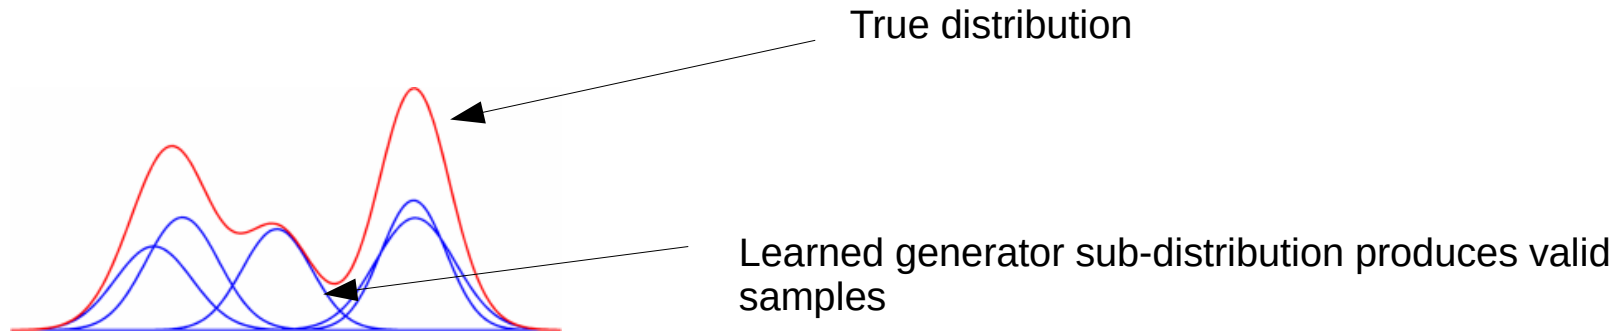 True distribution
Learned generator sub-distribution produces valid
samples